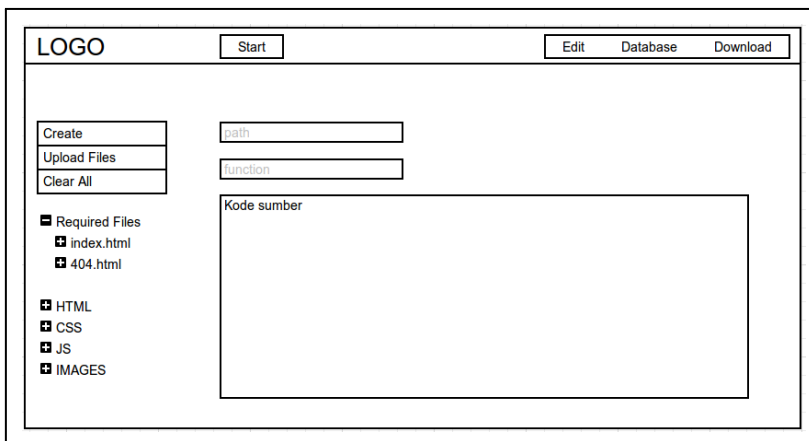 LOGO
Start
Edit Database Download
Create
Upload Files
Clear All
Required Files
index.html
404.html
HTML
CSS
JS
IMAGES
path
function
Kode sumber